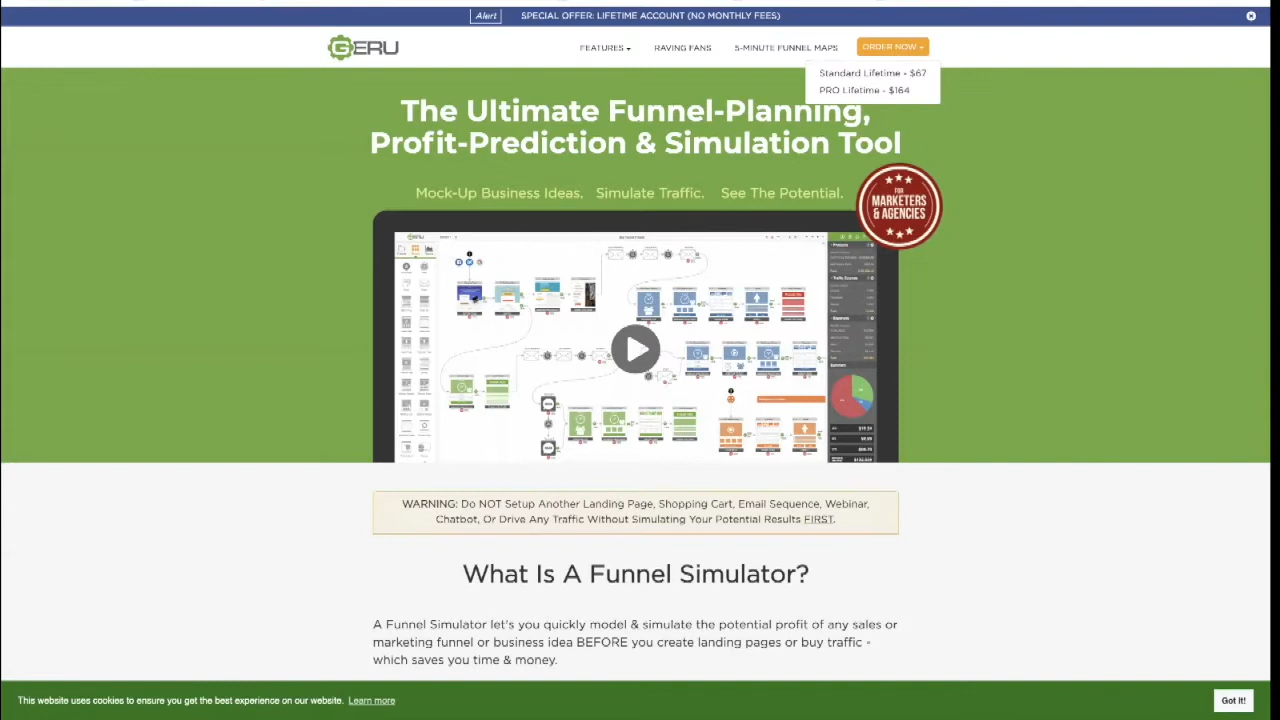 Alert SPECIAL OFFER: LIFETIME ACCOUNT (NO MONTHLY FEES)
GERU FEATURES RAVING FANS 5-MINUTE FUNNEL MAPS ORDER NOW
Standard Lifetime - $67
PRO Lifetime - $164
The Ultimate Funnel-Planning,
Profit-Prediction & Simulation Tool
Mock-Up Business Ideas. Simulate Traffic. See The Potential.
FOR
MARKETERS
& AGENCIES
WARNING: Do NOT Setup Another Landing Page, Shopping Cart, Email Sequence, Webinar,
Chatbot, Or Drive Any Traffic Without Simulating Your Potential Results FIRST.
What Is A Funnel Simulator?
A Funnel Simulator let's you quickly model & simulate the potential profit of any sales or
marketing funnel or business idea BEFORE you create landing pages or buy traffic -
which saves you time & money.
This website uses cookies to ensure you get the best experience on our website. Learn more
Got it!